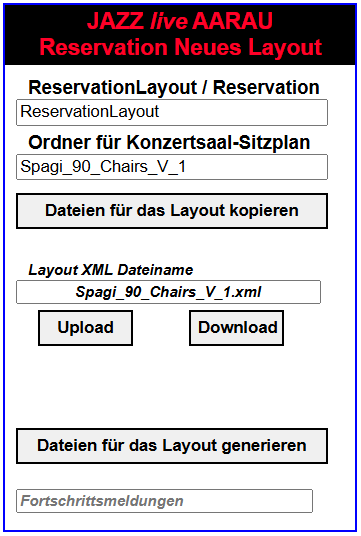 JAZZ live AARAU
Reservation Neues Layout
ReservationLayout / Reservation
ReservationLayout
Ordner für Konzertsaal-Sitzplan
Spagi_90_Chairs_V_1
Dateien für das Layout kopieren
Layout XML Dateiname
Spagi_90_Chairs_V_1.xml
Upload Download
Dateien für das Layout generieren
Fortschrittsmeldungen